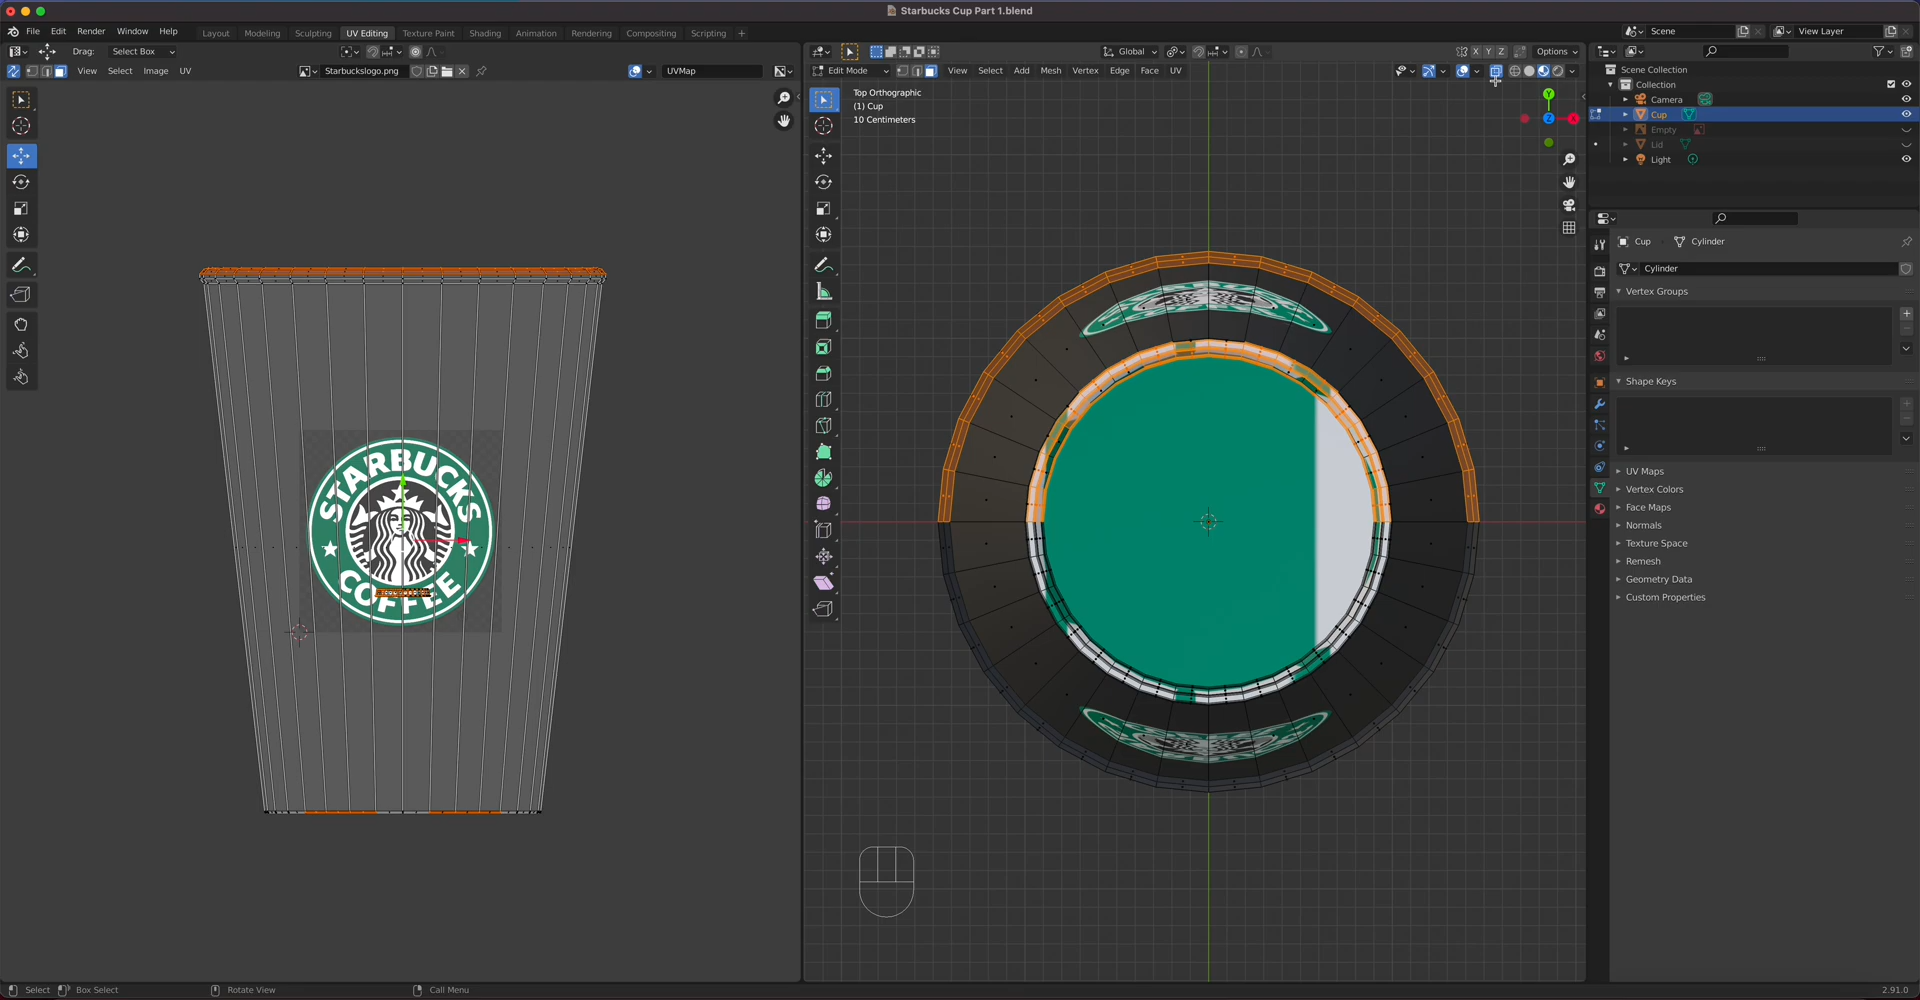 Starbucks Cup Part 1.blend
File Edit Render Window Help
Layout Modeling Sculpting UV Editing Texture Paint Shading Animation Rendering Compositing Scripting +
Scene
View Layer
Drag: Select Box
Global
X Y Z
Options
View Select Image UV
Starbuckslogo.png
UVMap
Edit Mode
View Select Add Mesh Vertex Edge Face UV
Top Orthographic
(1) Cup
10 Centimeters
Y
Z
X
Scene Collection
Collection
Camera
Cup
Empty
Lid
Light
Cup
Cylinder
Cylinder
Vertex Groups
Shape Keys
UV Maps
Vertex Colors
Face Maps
Normals
Texture Space
Remesh
Geometry Data
Custom Properties
STARBUCKS
COFFEE
Select
Box Select
Rotate View
Call Menu
2.91.0